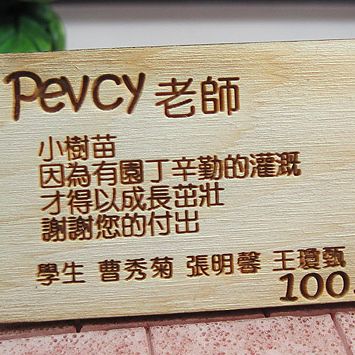 Pevcy 老師
小樹苗
因為有園丁辛勤的灌溉
才得以成長茁壯
謝謝您的付出
學生 曹秀菊 張明馨 王瓊甄
100.